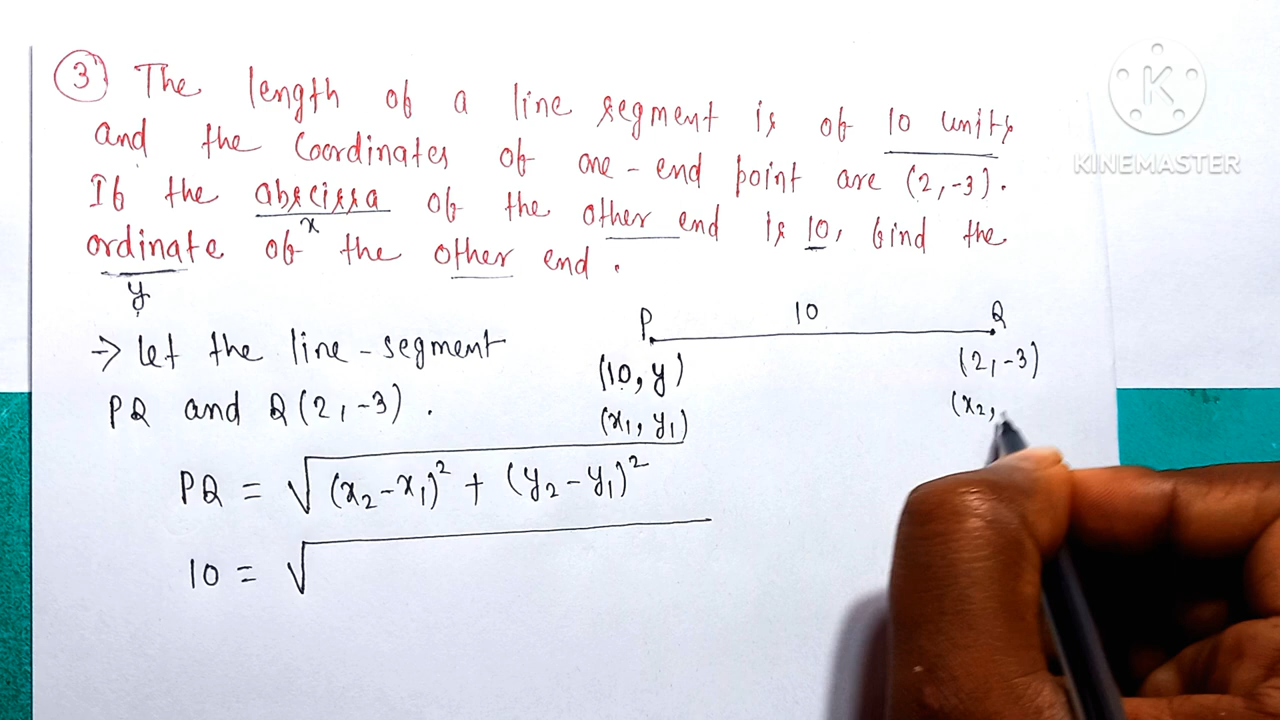 3 The length of a line segment is of 10 units
and the coordinates of one-end point are (2, -3).
If the abscissa of the other end is 10, find the
x
ordinate of the other end.
y
→ Let the line-segment
PQ and Q(2, -3).
P 10 Q
(10, y) (2, -3)
(x₁, y₁) (x₂,
PQ = √(x₂-x₁)² + (y₂-y₁)²
10 = √
K
KINEMASTER